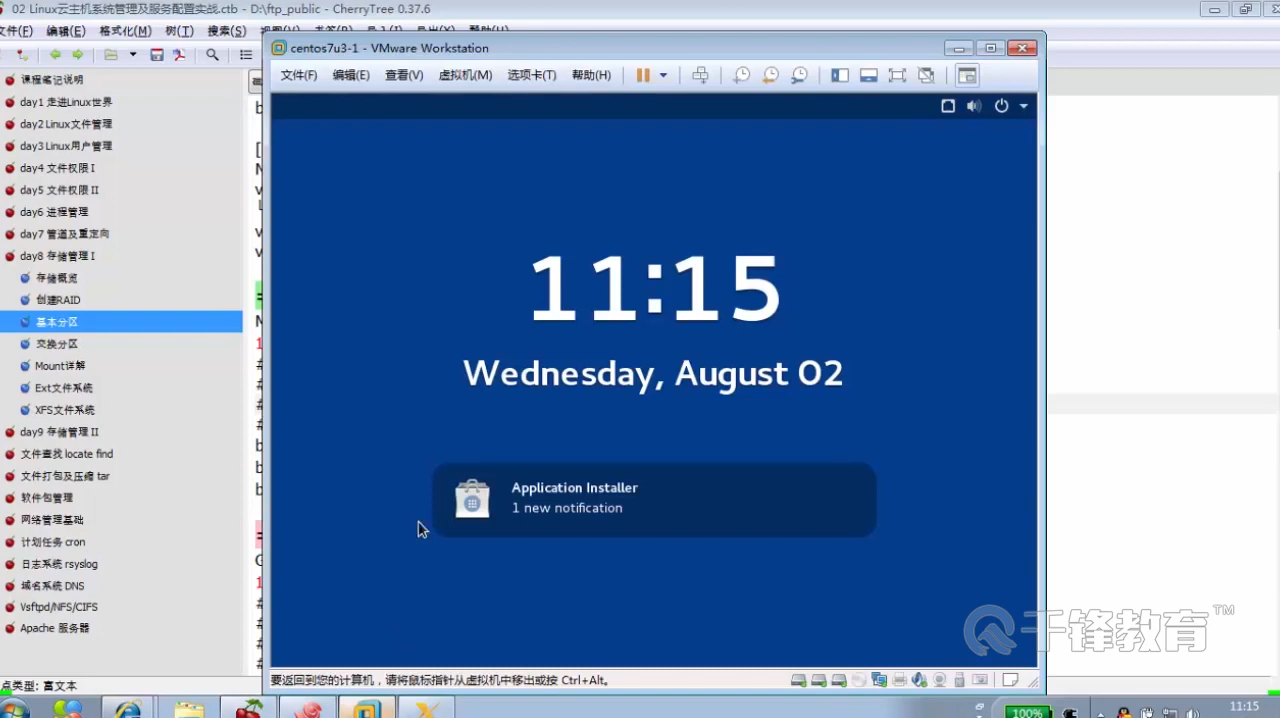 02 Linux云主机系统管理及服务配置实战.ctb - D:\ftp_public - CherryTree 0.37.6
文件(F) 编辑(E) 格式化(M) 树(T) 搜索(S)
centos7u3-1 - VMware Workstation
文件(F) 编辑(E) 查看(V) 虚拟机(M) 选项卡(T) 帮助(H)
课程笔记说明
day1 走进Linux世界
day2 Linux文件管理
day3 Linux用户管理
day4 文件权限 I
day5 文件权限 II
day6 进程管理
day7 管道及重定向
day8 存储管理 I
存储概览
创建RAID
基本分区
交换分区
Mount详解
Ext文件系统
XFS文件系统
day9 存储管理 II
文件查找 locate find
文件打包及压缩 tar
软件包管理
网络管理基础
计划任务 cron
日志系统 rsyslog
域名系统 DNS
Vsftpd/NFS/CIFS
Apache 服务器
点类型: 富文本
11:15
Wednesday, August 02
Application Installer
1 new notification
千锋教育™
要返回到您的计算机，请将鼠标指针从虚拟机中移出或按 Ctrl+Alt。
100%
11:15